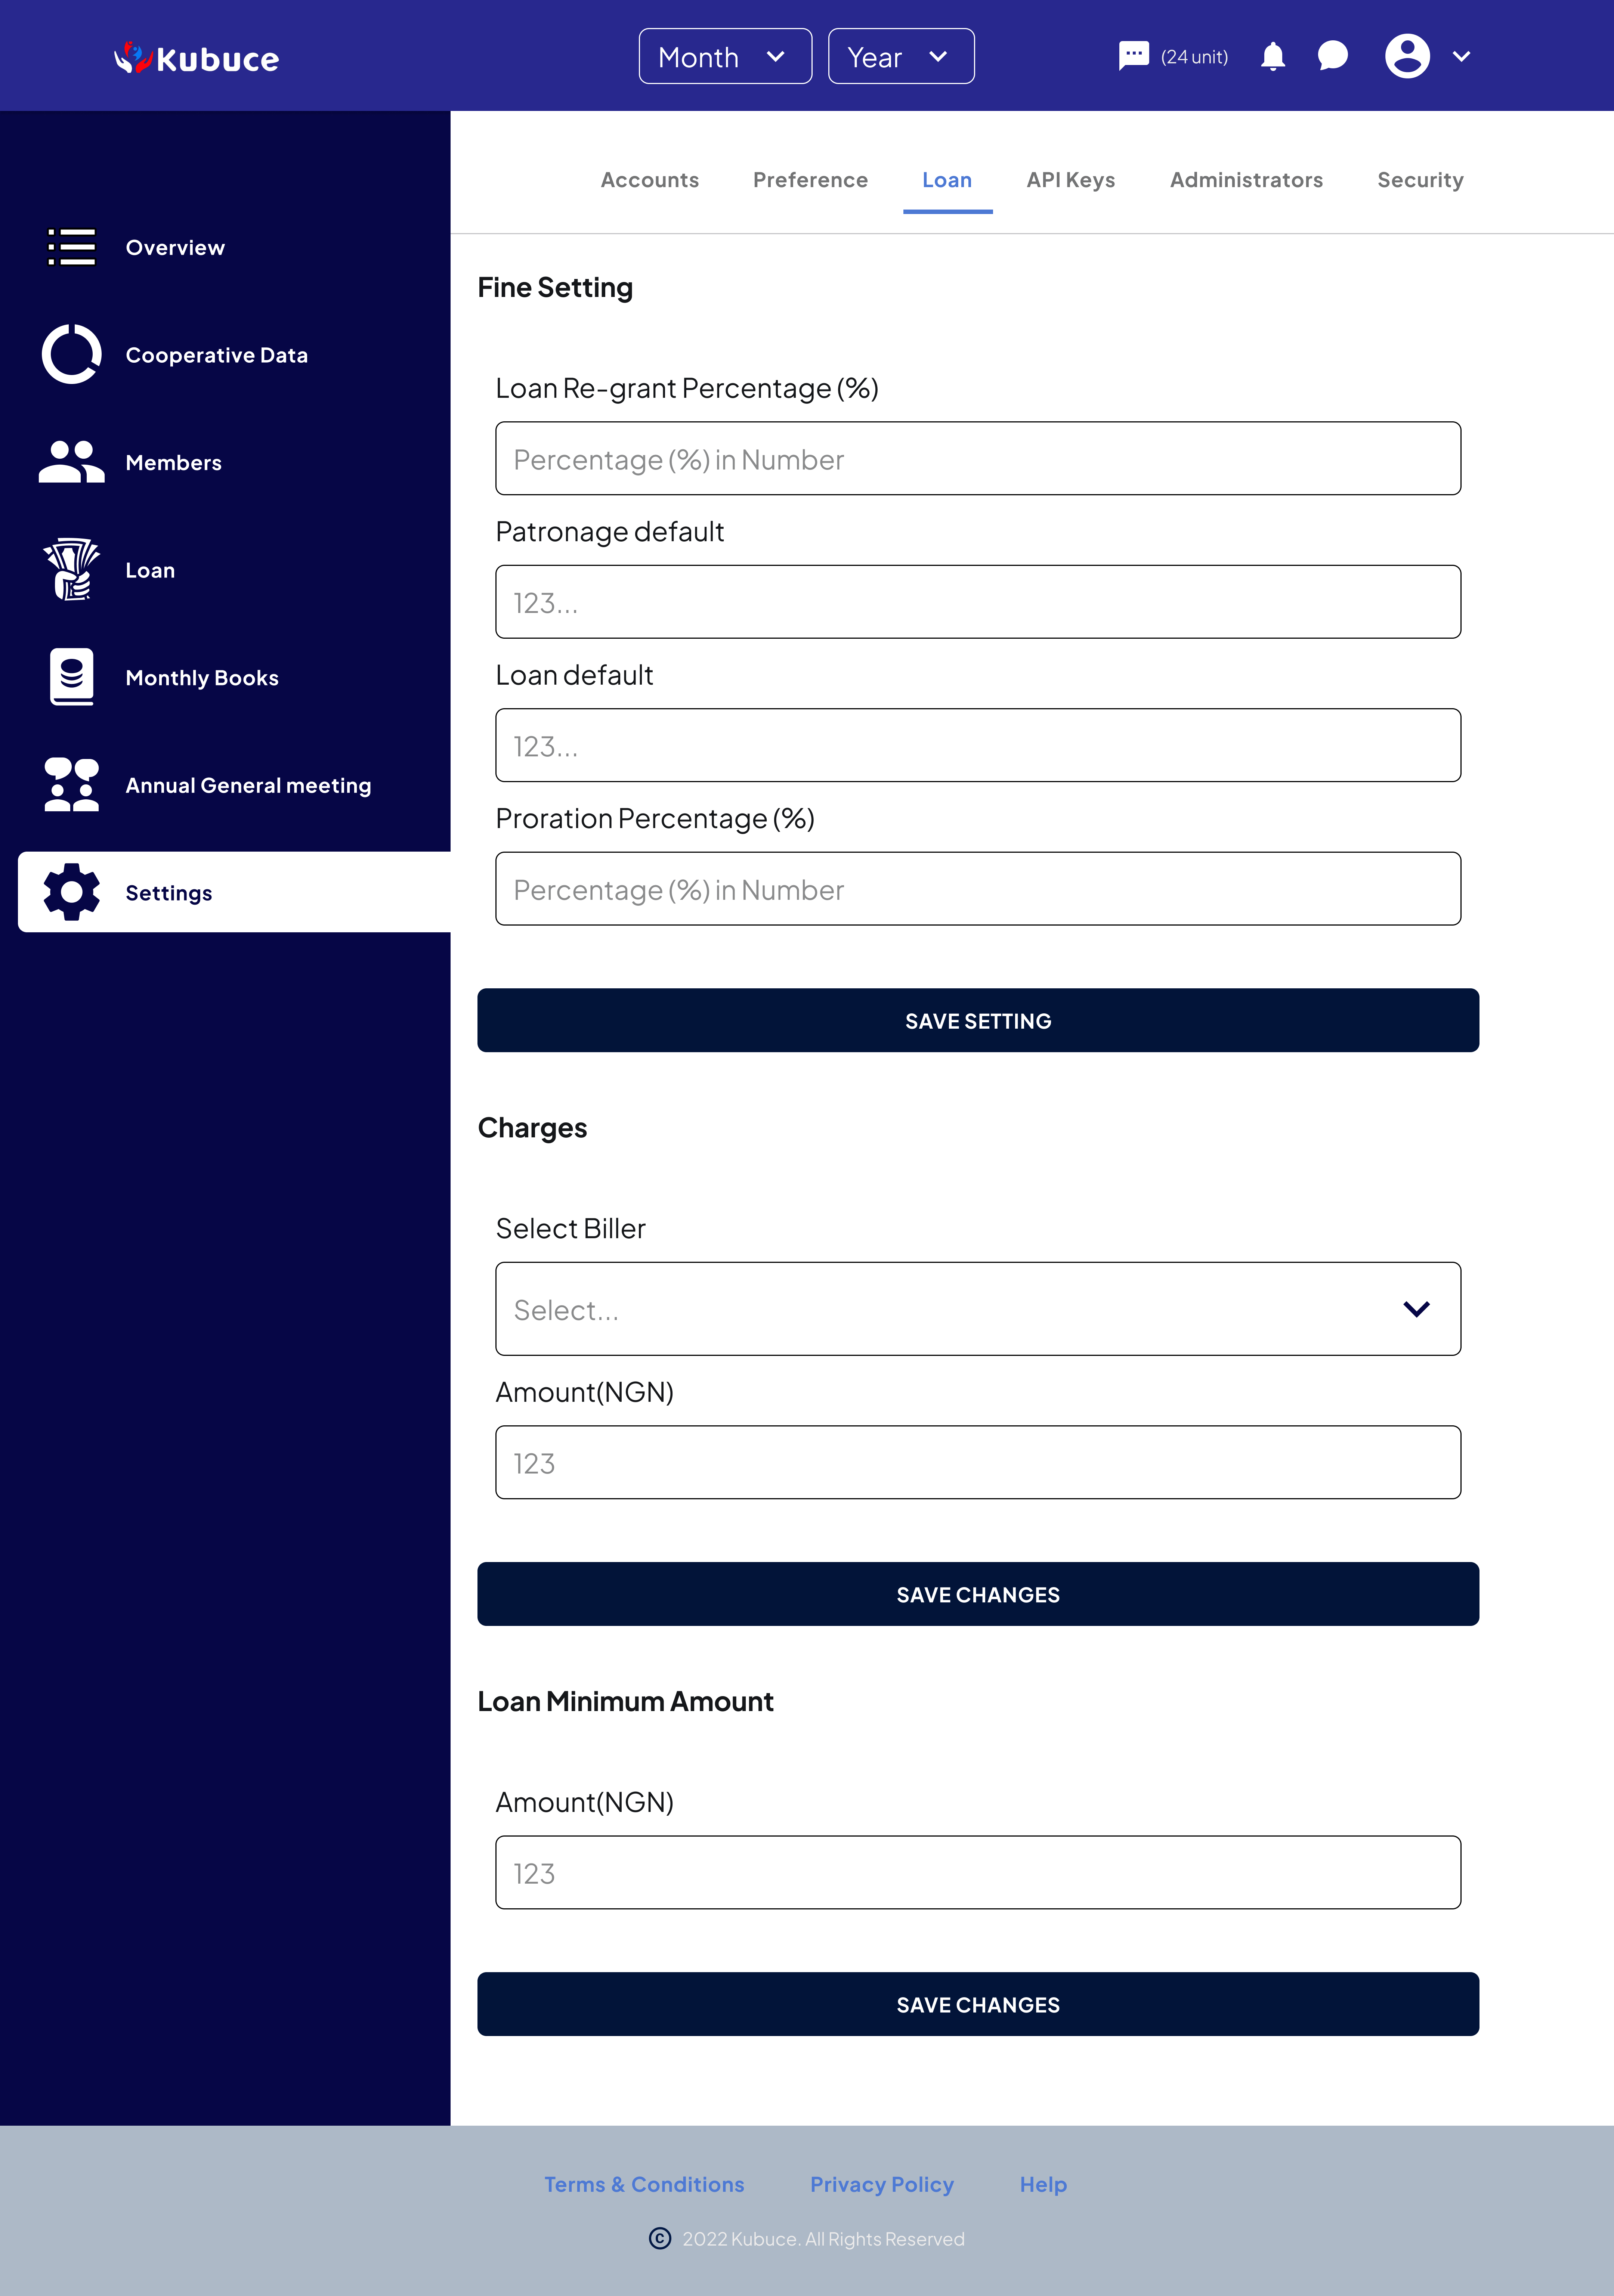 Kubuce
Month
Year
(24 unit)
Accounts
Preference
Loan
API Keys
Administrators
Security
Overview
Cooperative Data
Members
Loan
Monthly Books
Annual General meeting
Settings
Fine Setting
Loan Re-grant Percentage (%)
Percentage (%) in Number
Patronage default
123...
Loan default
123...
Proration Percentage (%)
Percentage (%) in Number
SAVE SETTING
Charges
Select Biller
Select...
Amount(NGN)
123
SAVE CHANGES
Loan Minimum Amount
Amount(NGN)
123
SAVE CHANGES
Terms & Conditions
Privacy Policy
Help
© 2022 Kubuce. All Rights Reserved